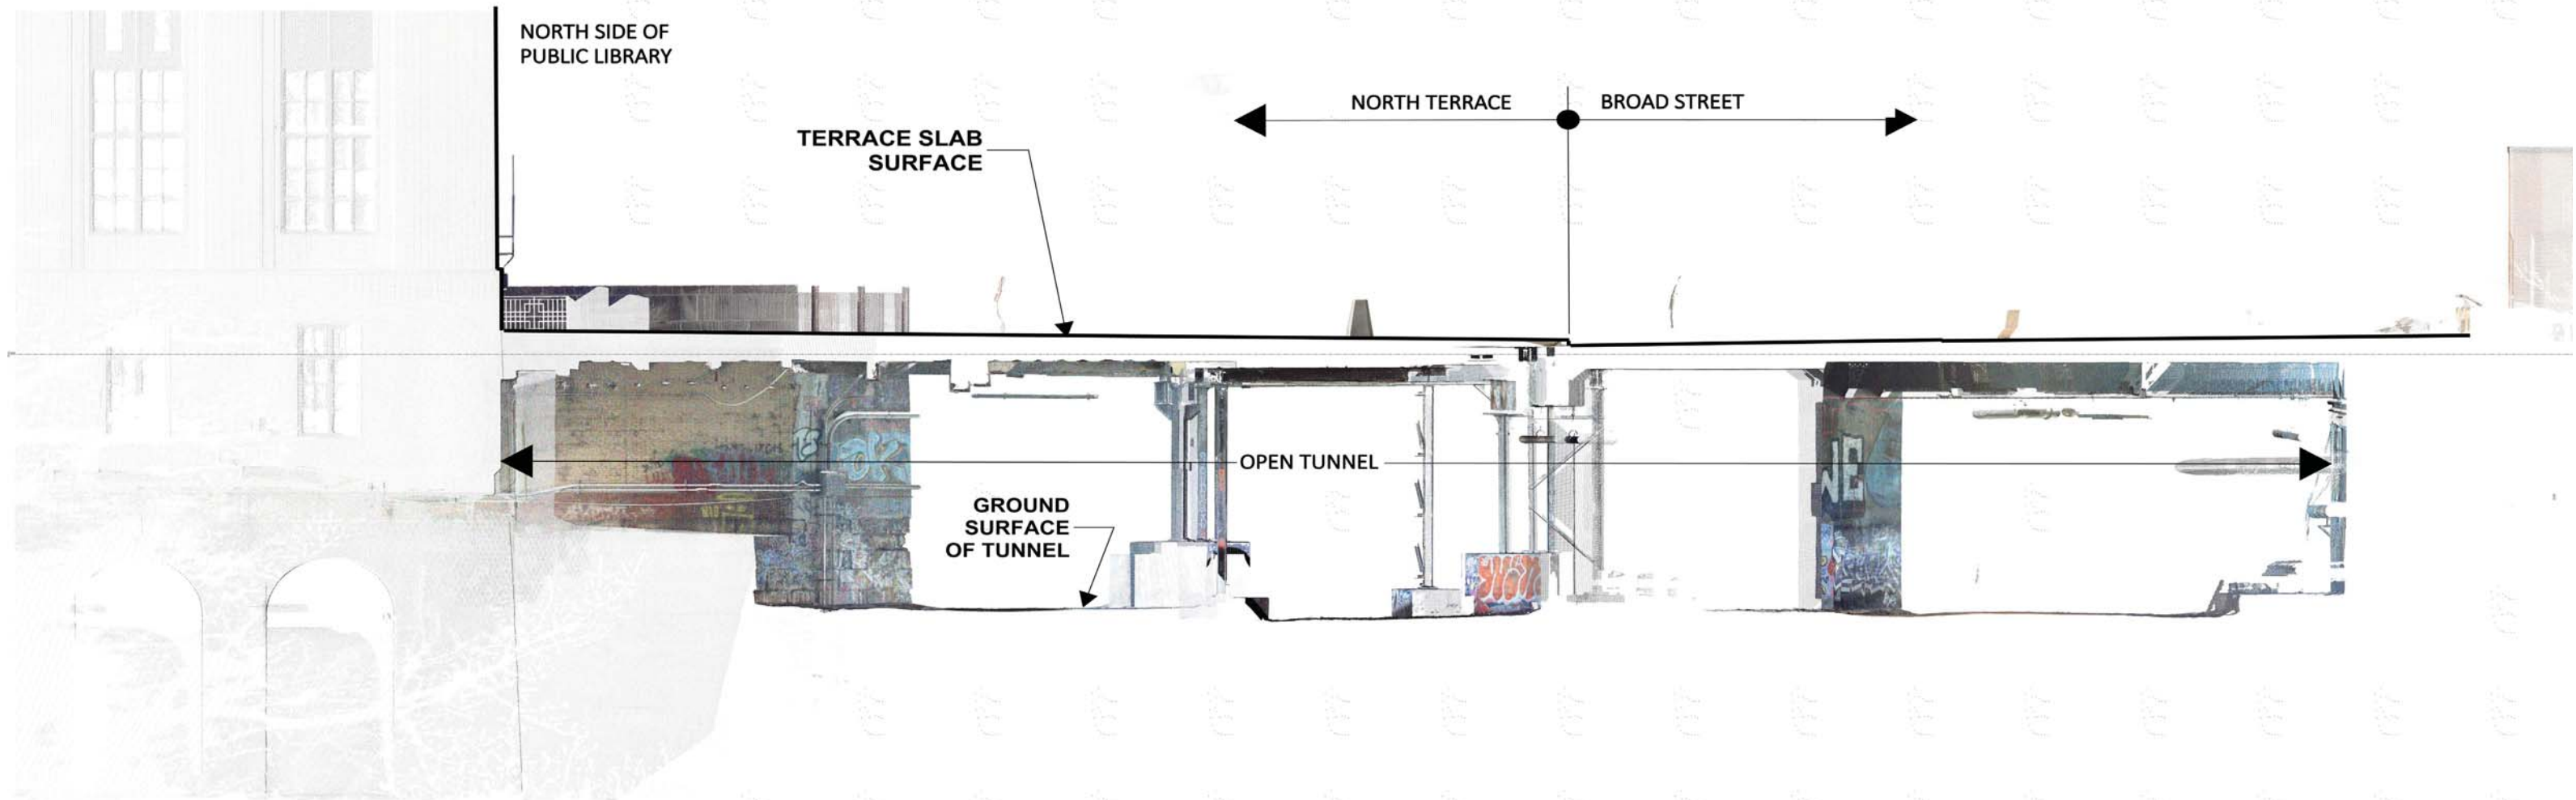 NORTH SIDE OF
PUBLIC LIBRARY
NORTH TERRACE
BROAD STREET
TERRACE SLAB
SURFACE
OPEN TUNNEL
GROUND
SURFACE
OF TUNNEL